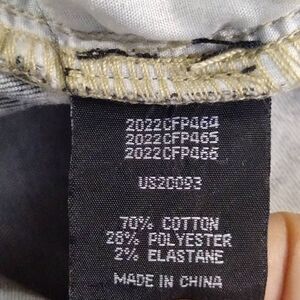 2022CFP464
2022CFP465
2022CFP466
US20093
70% COTTON
28% POLYESTER
2% ELASTANE
MADE IN CHINA